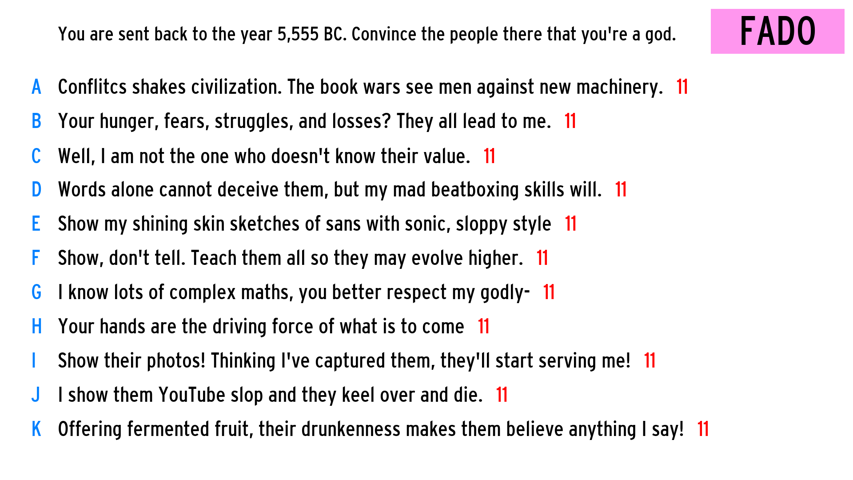 You are sent back to the year 5,555 BC. Convince the people there that you're a god.
FADO
A Conflitcs shakes civilization. The book wars see men against new machinery. 11
B Your hunger, fears, struggles, and losses? They all lead to me. 11
C Well, I am not the one who doesn't know their value. 11
D Words alone cannot deceive them, but my mad beatboxing skills will. 11
E Show my shining skin sketches of sans with sonic, sloppy style 11
F Show, don't tell. Teach them all so they may evolve higher. 11
G I know lots of complex maths, you better respect my godly- 11
H Your hands are the driving force of what is to come 11
I Show their photos! Thinking I've captured them, they'll start serving me! 11
J I show them YouTube slop and they keel over and die. 11
K Offering fermented fruit, their drunkenness makes them believe anything I say! 11